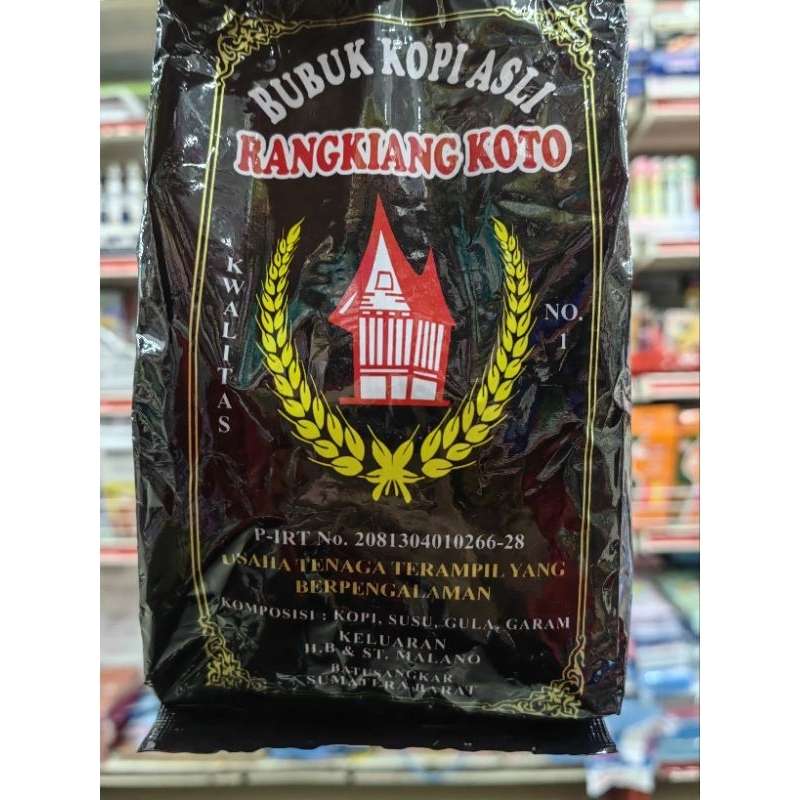 BUBUK KOPI ASLI
RANGKIANG KOTO
KWALITAS
NO.
1
P-IRT No. 2081304010266-28
USAHA TENAGA TERAMPIL YANG
BERPENGALAMAN
KOMPOSISI : KOPI, SUSU, GULA, GARAM
KELUARAN
H.B & ST. MALANO
BATUSANGKAR
SUMATERA BARAT